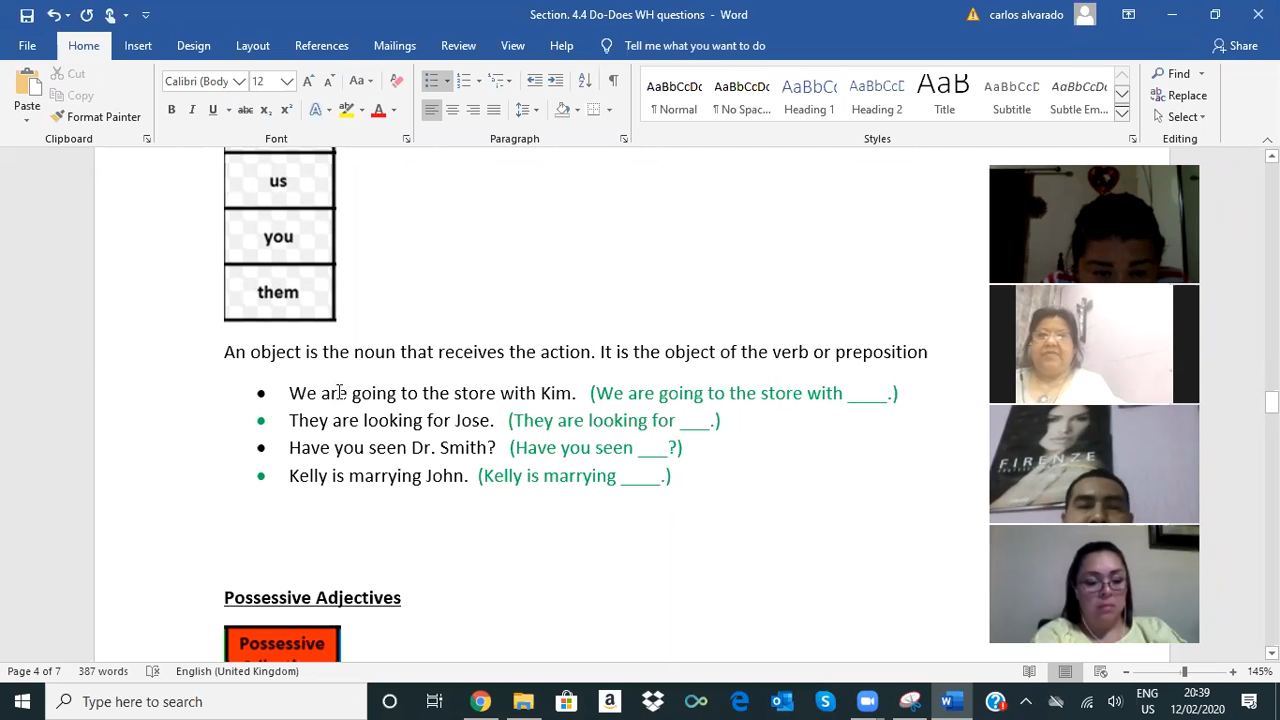 Section. 4.4 Do-Does WH questions - Word
carlos alvarado
File Home Insert Design Layout References Mailings Review View Help Tell me what you want to do Share
Paste
Cut
Copy
Format Painter
Clipboard
Calibri (Body 12
Font
Paragraph
AaBbCcDc AaBbCcDc AaBbCc AaBbCcC AaB AaBbCcC AaBbCcDc
¶ Normal ¶ No Spac... Heading 1 Heading 2 Title Subtitle Subtle Em...
Styles
Find
Replace
Select
Editing
us
you
them
An object is the noun that receives the action. It is the object of the verb or preposition
• We are going to the store with Kim. (We are going to the store with ____.)
• They are looking for Jose. (They are looking for ___.)
• Have you seen Dr. Smith? (Have you seen ___?)
• Kelly is marrying John. (Kelly is marrying ____.)
Possessive Adjectives
Possessive
FIRENZE
Page 4 of 7 387 words English (United Kingdom) 145%
Type here to search
ENG
US
20:39
12/02/2020